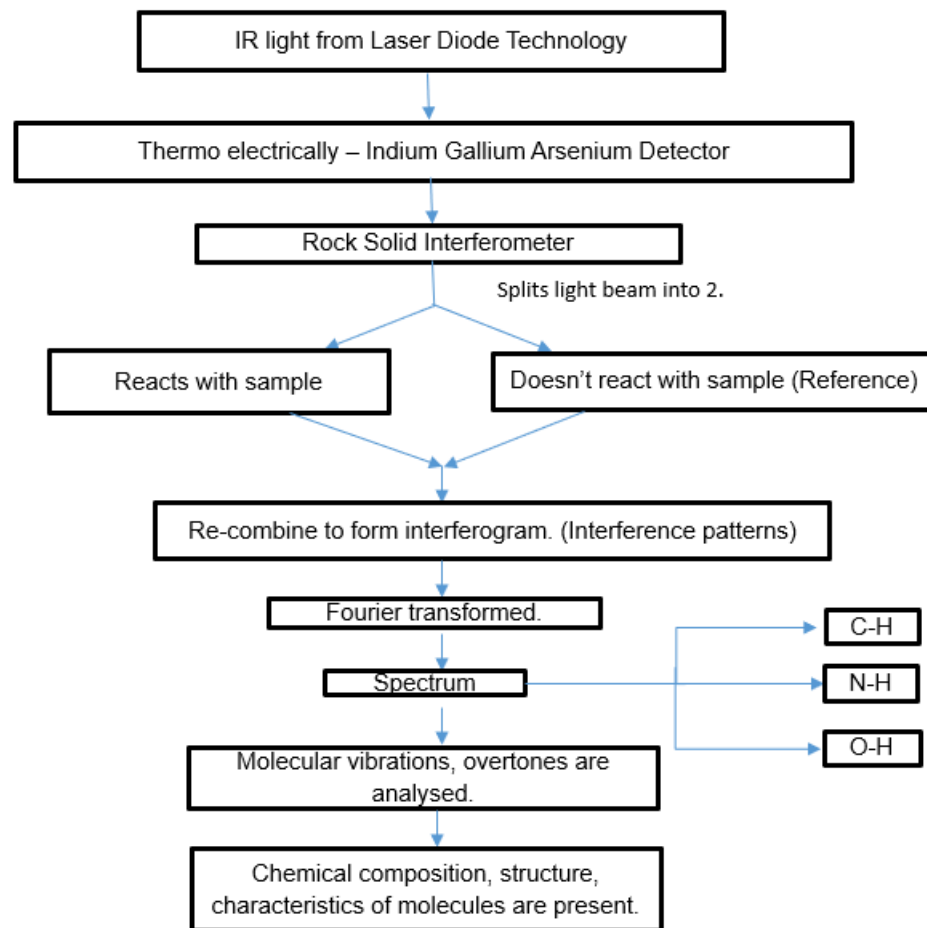 IR light from Laser Diode Technology
Thermo electrically – Indium Gallium Arsenium Detector
Rock Solid Interferometer
Splits light beam into 2.
Reacts with sample
Doesn't react with sample (Reference)
Re-combine to form interferogram. (Interference patterns)
Fourier transformed.
Spectrum
C-H
N-H
O-H
Molecular vibrations, overtones are
analysed.
Chemical composition, structure,
characteristics of molecules are present.